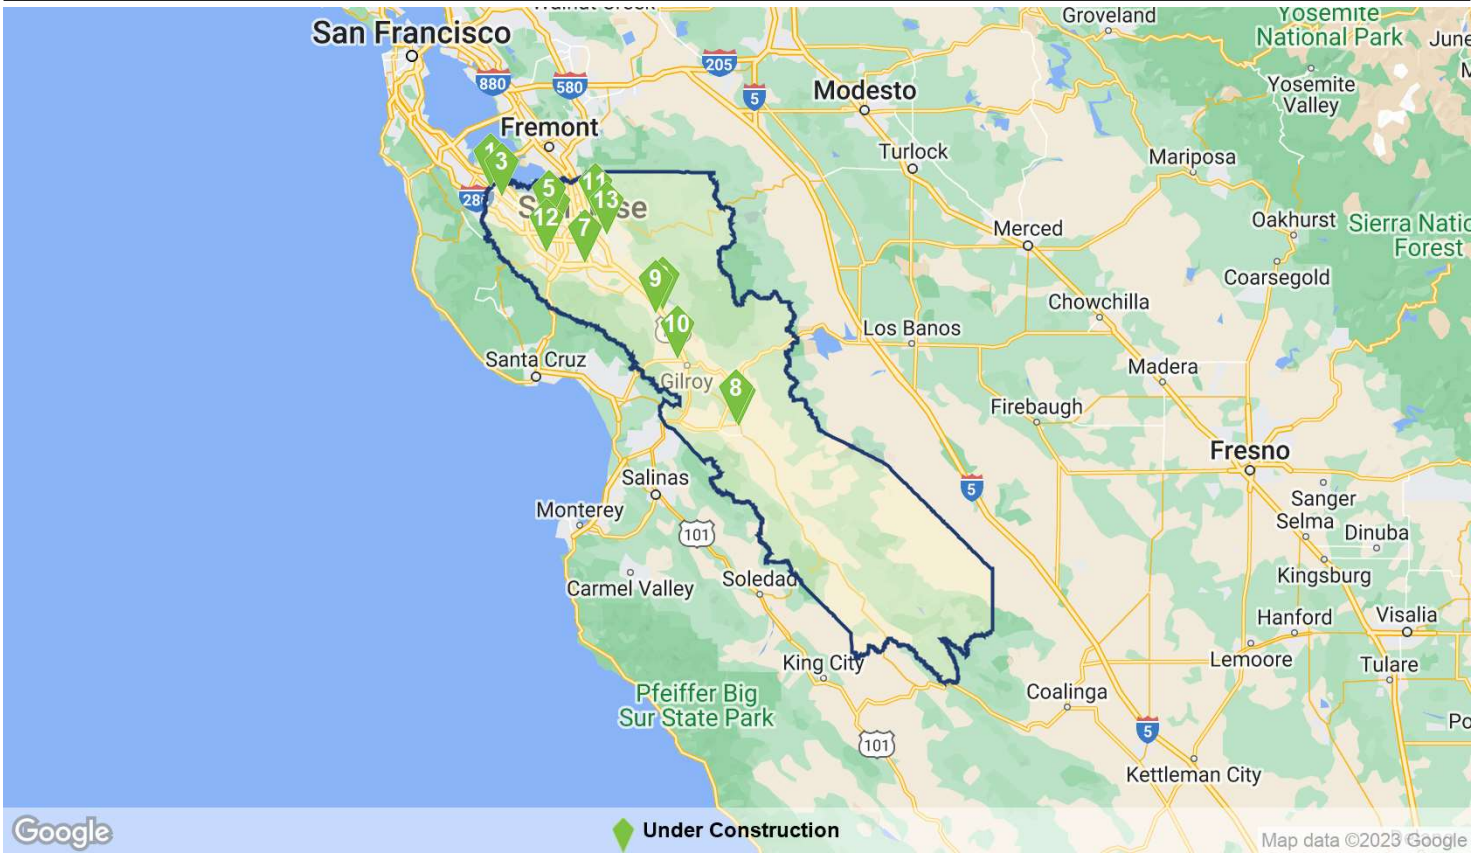 San Francisco
Groveland
Yosemite
National Park
June
880
580
205
5
Modesto
Yosemite
Valley
Fremont
Turlock
Mariposa
1
3
280
5
11
13
12
7
Merced
Oakhurst
Sierra Natio
Forest
Coarsegold
9
Chowchilla
10
Los Banos
Santa Cruz
Gilroy
8
Madera
Firebaugh
Fresno
Salinas
5
Sanger
Monterey
Selma
101
Dinuba
Soledad
Carmel Valley
Kingsburg
Hanford
Visalia
King City
Lemoore
Tulare
Pfeiffer Big
Sur State Park
Coalinga
Po
5
101
Kettleman City
Google
Under Construction
Map data ©2023 Google